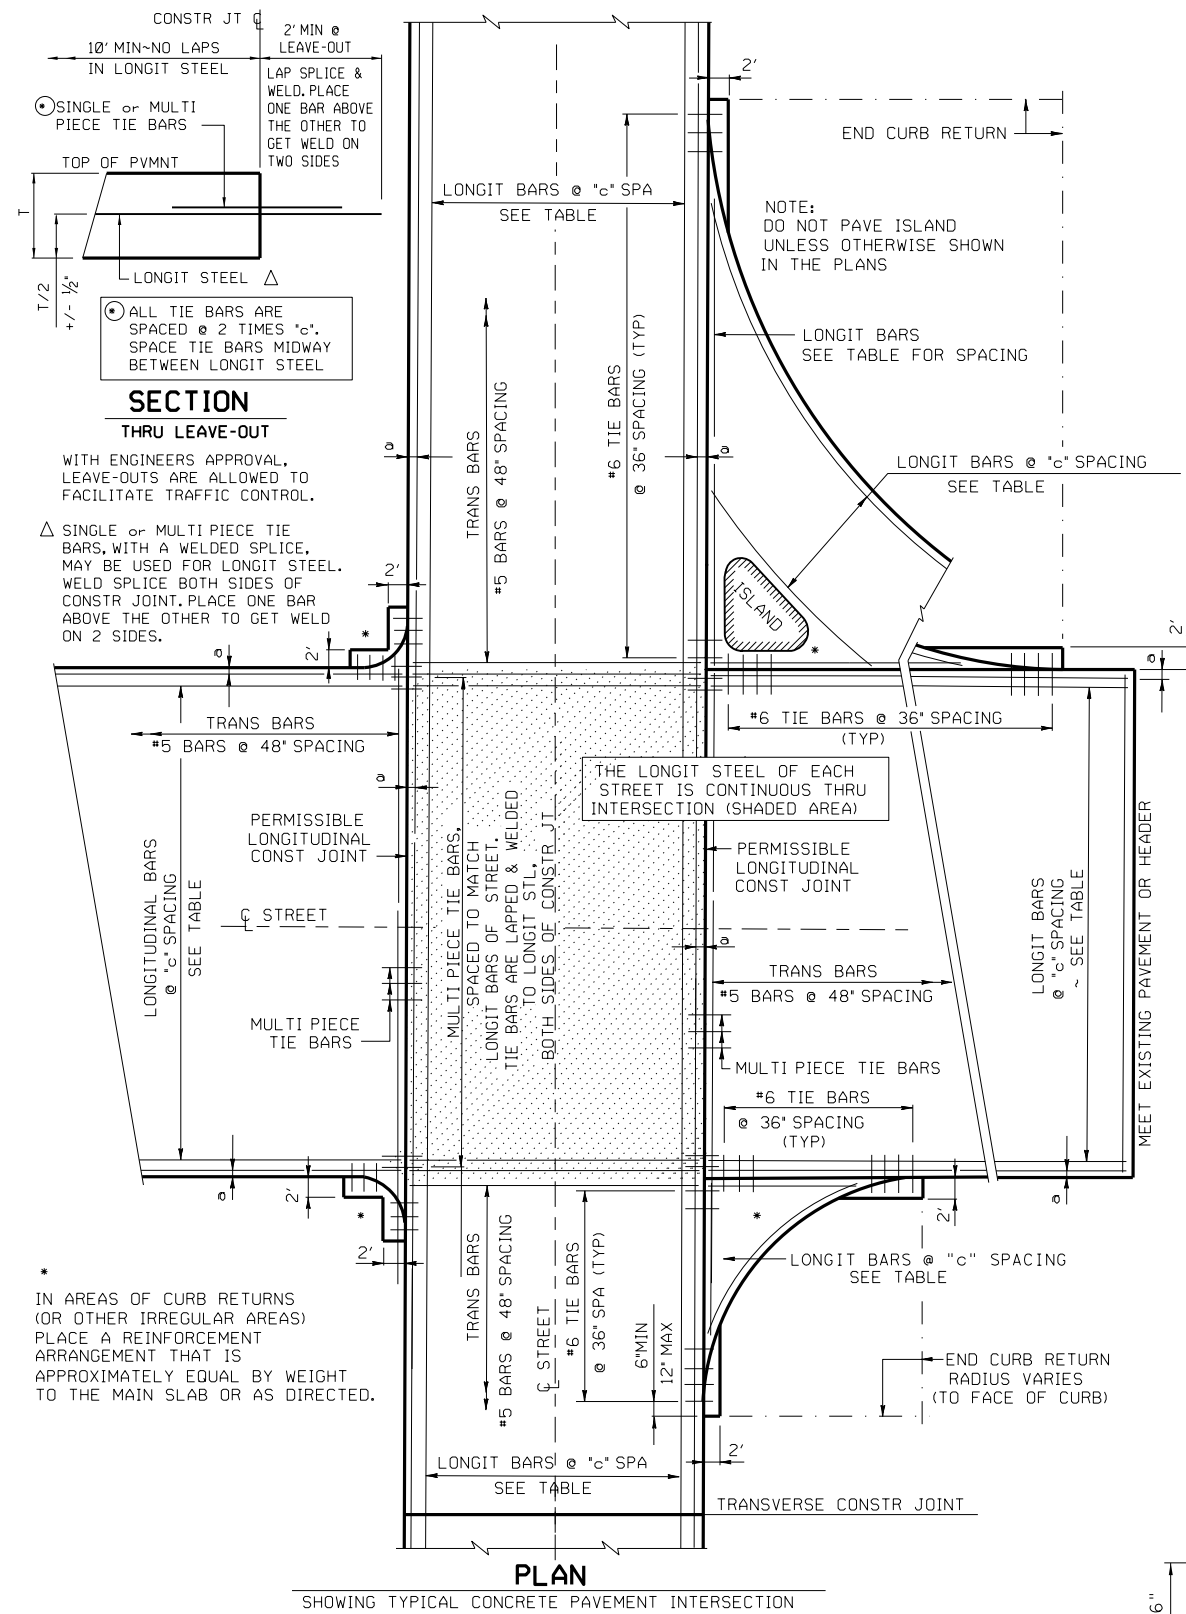 CONSTR JT ℄
10' MIN~NO LAPS
IN LONGIT STEEL
2' MIN @
LEAVE-OUT
LAP SPLICE &
WELD. PLACE
ONE BAR ABOVE
THE OTHER TO
GET WELD ON
TWO SIDES
* SINGLE or MULTI
PIECE TIE BARS
TOP OF PVMNT
T
T/2
+/- ½"
LONGIT STEEL △
* ALL TIE BARS ARE
SPACED @ 2 TIMES "c".
SPACE TIE BARS MIDWAY
BETWEEN LONGIT STEEL
SECTION
THRU LEAVE-OUT
WITH ENGINEERS APPROVAL,
LEAVE-OUTS ARE ALLOWED TO
FACILITATE TRAFFIC CONTROL.
△ SINGLE or MULTI PIECE TIE
BARS, WITH A WELDED SPLICE,
MAY BE USED FOR LONGIT STEEL.
WELD SPLICE BOTH SIDES OF
CONSTR JOINT. PLACE ONE BAR
ABOVE THE OTHER TO GET WELD
ON 2 SIDES.
LONGIT BARS @ "c" SPA
SEE TABLE
TRANS BARS
#5 BARS @ 48" SPACING
#6 TIE BARS
@ 36" SPACING (TYP)
a
a
2'
END CURB RETURN
NOTE:
DO NOT PAVE ISLAND
UNLESS OTHERWISE SHOWN
IN THE PLANS
LONGIT BARS
SEE TABLE FOR SPACING
LONGIT BARS @ "c" SPACING
SEE TABLE
ISLAND
*
2'
*
2'
a
2'
a
TRANS BARS
#5 BARS @ 48" SPACING
a
#6 TIE BARS @ 36" SPACING
(TYP)
THE LONGIT STEEL OF EACH
STREET IS CONTINUOUS THRU
INTERSECTION (SHADED AREA)
PERMISSIBLE
LONGITUDINAL
CONST JOINT
PERMISSIBLE
LONGITUDINAL
CONST JOINT
LONGITUDINAL BARS
@ "c" SPACING
SEE TABLE
℄ STREET
MULTI PIECE TIE BARS,
SPACED TO MATCH
LONGIT BARS OF STREET.
TIE BARS ARE LAPPED & WELDED
TO LONGIT STL,
BOTH SIDES OF CONSTR JT
a
TRANS BARS
#5 BARS @ 48" SPACING
LONGIT BARS
@ "c" SPACING
~ SEE TABLE
MEET EXISTING PAVEMENT OR HEADER
MULTI PIECE
TIE BARS
MULTI PIECE TIE BARS
#6 TIE BARS
@ 36" SPACING
(TYP)
a
2'
*
2'
2'
a
*
LONGIT BARS @ "c" SPACING
SEE TABLE
TRANS BARS
#5 BARS @ 48" SPACING
℄ STREET
#6 TIE BARS
@ 36" SPA (TYP)
6" MIN
12" MAX
*
IN AREAS OF CURB RETURNS
(OR OTHER IRREGULAR AREAS)
PLACE A REINFORCEMENT
ARRANGEMENT THAT IS
APPROXIMATELY EQUAL BY WEIGHT
TO THE MAIN SLAB OR AS DIRECTED.
END CURB RETURN
RADIUS VARIES
(TO FACE OF CURB)
2'
LONGIT BARS @ "c" SPA
SEE TABLE
TRANSVERSE CONSTR JOINT
PLAN
SHOWING TYPICAL CONCRETE PAVEMENT INTERSECTION
6"